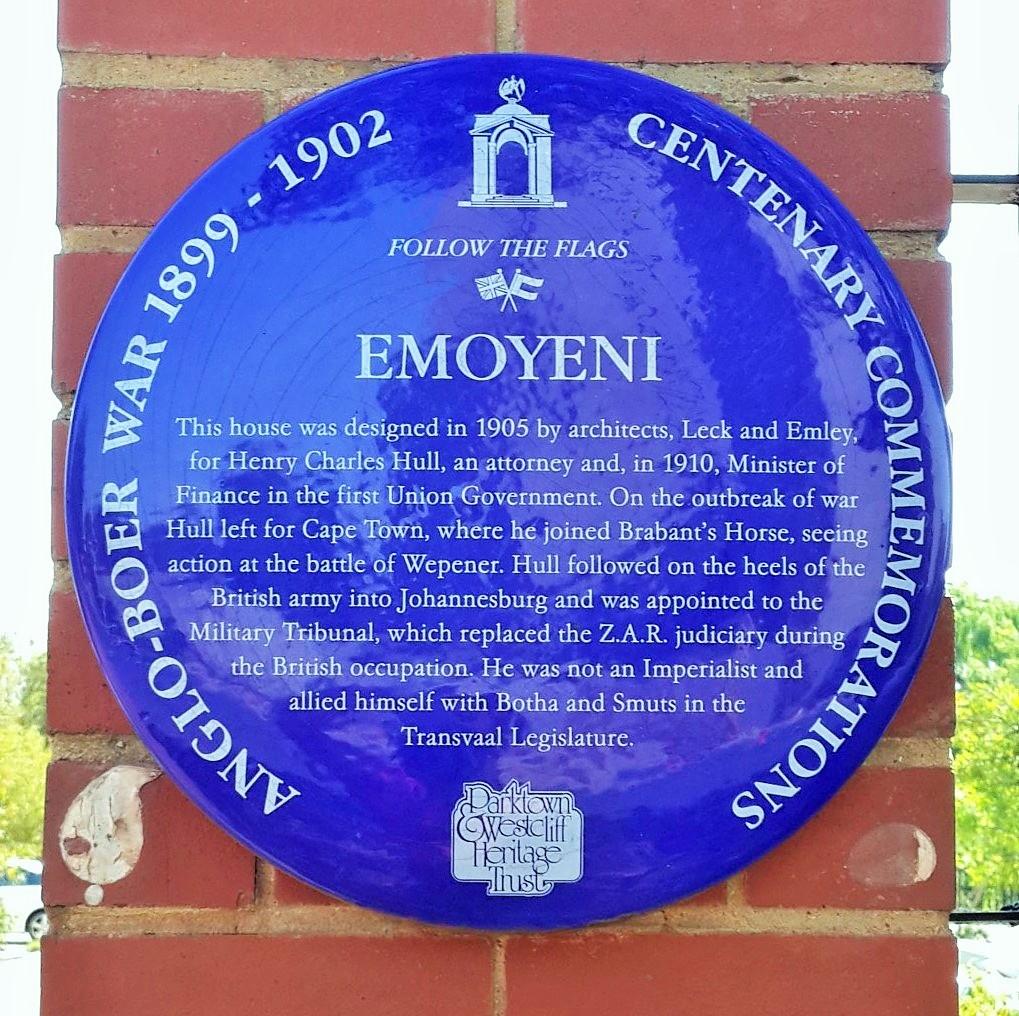 ANGLO-BOER WAR 1899 - 1902
CENTENARY COMMEMORATIONS
FOLLOW THE FLAGS
EMOYENI
This house was designed in 1905 by architects, Leck and Emley,
for Henry Charles Hull, an attorney and, in 1910, Minister of
Finance in the first Union Government. On the outbreak of war
Hull left for Cape Town, where he joined Brabant's Horse, seeing
action at the battle of Wepener. Hull followed on the heels of the
British army into Johannesburg and was appointed to the
Military Tribunal, which replaced the Z.A.R. judiciary during
the British occupation. He was not an Imperialist and
allied himself with Botha and Smuts in the
Transvaal Legislature.
Parktown
& Westcliff
Heritage
Trust